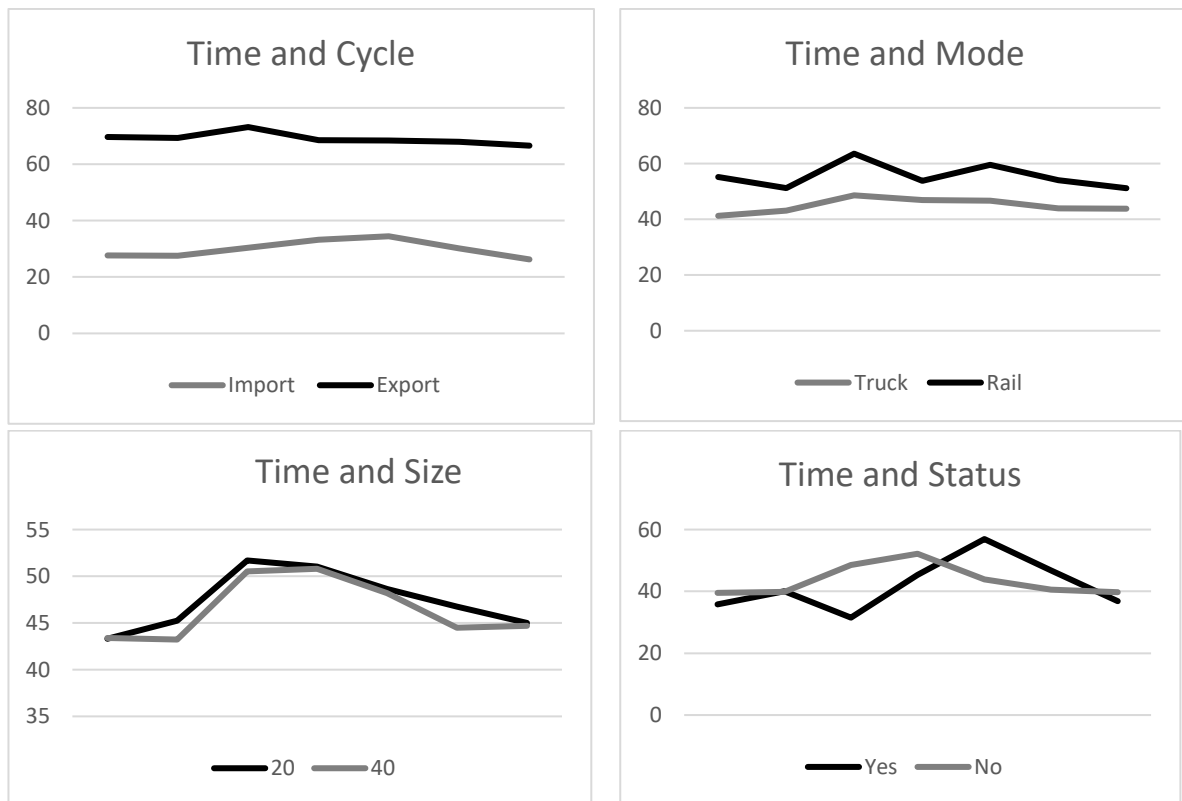 Time and Cycle
80
60
40
20
0
Import Export
Time and Mode
80
60
40
20
0
Truck Rail
Time and Size
55
50
45
40
35
20 40
Time and Status
60
40
20
0
Yes No